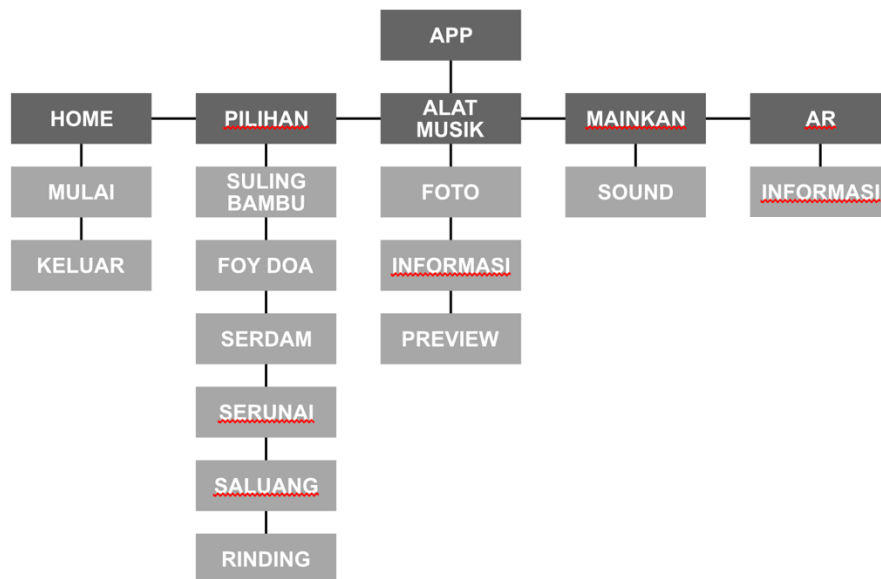 APP
HOME
PILIHAN
ALAT
MUSIK
MAINKAN
AR
MULAI
SULING
BAMBU
FOTO
SOUND
INFORMASI
KELUAR
FOY DOA
INFORMASI
SERDAM
PREVIEW
SERUNAI
SALUANG
RINDING